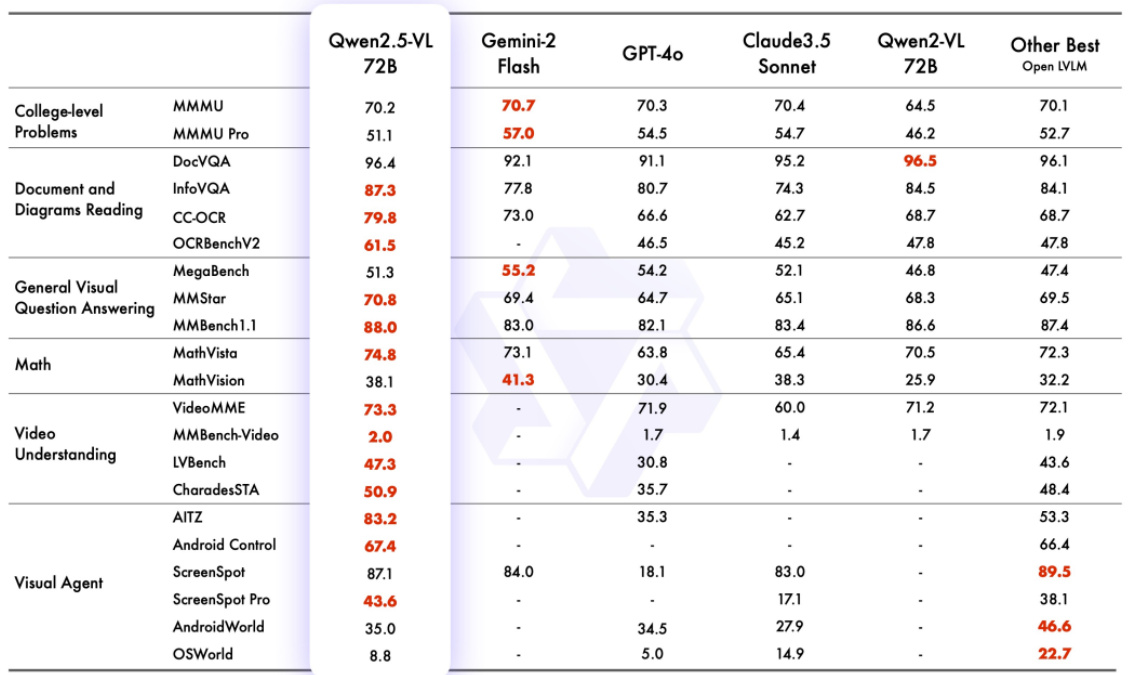 Qwen2.5-VL 72B Gemini-2 Flash GPT-4o Claude3.5 Sonnet Qwen2-VL 72B Other Best Open LVLM
College-level Problems
MMMU 70.2 70.7 70.3 70.4 64.5 70.1
MMMU Pro 51.1 57.0 54.5 54.7 46.2 52.7
Document and Diagrams Reading
DocVQA 96.4 92.1 91.1 95.2 96.5 96.1
InfoVQA 87.3 77.8 80.7 74.3 84.5 84.1
CC-OCR 79.8 73.0 66.6 62.7 68.7 68.7
OCRBenchV2 61.5 - 46.5 45.2 47.8 47.8
General Visual Question Answering
MegaBench 51.3 55.2 54.2 52.1 46.8 47.4
MMStar 70.8 69.4 64.7 65.1 68.3 69.5
MMBench1.1 88.0 83.0 82.1 83.4 86.6 87.4
Math
MathVista 74.8 73.1 63.8 65.4 70.5 72.3
MathVision 38.1 41.3 30.4 38.3 25.9 32.2
Video Understanding
VideoMME 73.3 - 71.9 60.0 71.2 72.1
MMBench-Video 2.0 - 1.7 1.4 1.7 1.9
LVBench 47.3 - 30.8 - - 43.6
CharadesSTA 50.9 - 35.7 - - 48.4
Visual Agent
AITZ 83.2 - 35.3 - - 53.3
Android Control 67.4 - - - - 66.4
ScreenSpot 87.1 84.0 18.1 83.0 - 89.5
ScreenSpot Pro 43.6 - - 17.1 - 38.1
AndroidWorld 35.0 - 34.5 27.9 - 46.6
OSWorld 8.8 - 5.0 14.9 - 22.7